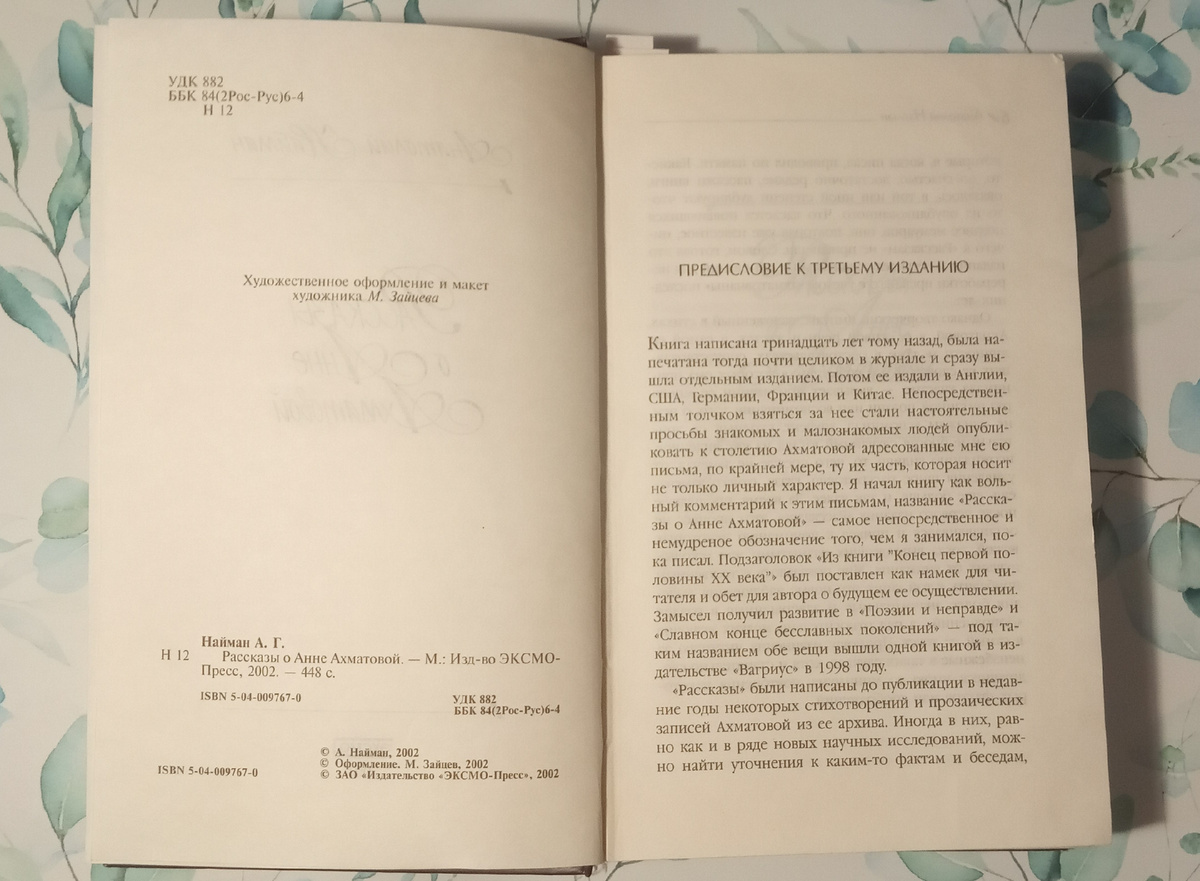 УДК 882
ББК 84(2Рос-Рус)6-4
Н 12
Художественное оформление и макет
художника М. Зайцева
Найман А. Г.
Н 12 Рассказы о Анне Ахматовой. — М.: Изд-во ЭКСМО-
Пресс, 2002. — 448 с.
ISBN 5-04-009767-0
УДК 882
ББК 84(2Рос-Рус)6-4
© А. Найман, 2002
© Оформление. М. Зайцев, 2002
ISBN 5-04-009767-0 © ЗАО «Издательство «ЭКСМО-Пресс», 2002
ПРЕДИСЛОВИЕ К ТРЕТЬЕМУ ИЗДАНИЮ
Книга написана тринадцать лет тому назад, была на-
печатана тогда почти целиком в журнале и сразу вы-
шла отдельным изданием. Потом ее издали в Англии,
США, Германии, Франции и Китае. Непосредствен-
ным толчком взяться за нее стали настоятельные
просьбы знакомых и малознакомых людей опубли-
ковать к столетию Ахматовой адресованные мне ею
письма, по крайней мере, ту их часть, которая носит
не только личный характер. Я начал книгу как воль-
ный комментарий к этим письмам, название «Расска-
зы о Анне Ахматовой» — самое непосредственное и
немудреное обозначение того, чем я занимался, по-
ка писал. Подзаголовок «Из книги "Конец первой по-
ловины XX века"» был поставлен как намек для чи-
тателя и обет для автора о будущем ее осуществлении.
Замысел получил развитие в «Поэзии и неправде» и
«Славном конце бесславных поколений» — под та-
ким названием обе вещи вышли одной книгой в из-
дательстве «Вагриус» в 1998 году.
«Рассказы» были написаны до публикации в недав-
ние годы некоторых стихотворений и прозаических
записей Ахматовой из ее архива. Иногда в них, рав-
но как и в ряде новых научных исследований, мож-
но найти уточнения к каким-то фактам и беседам,